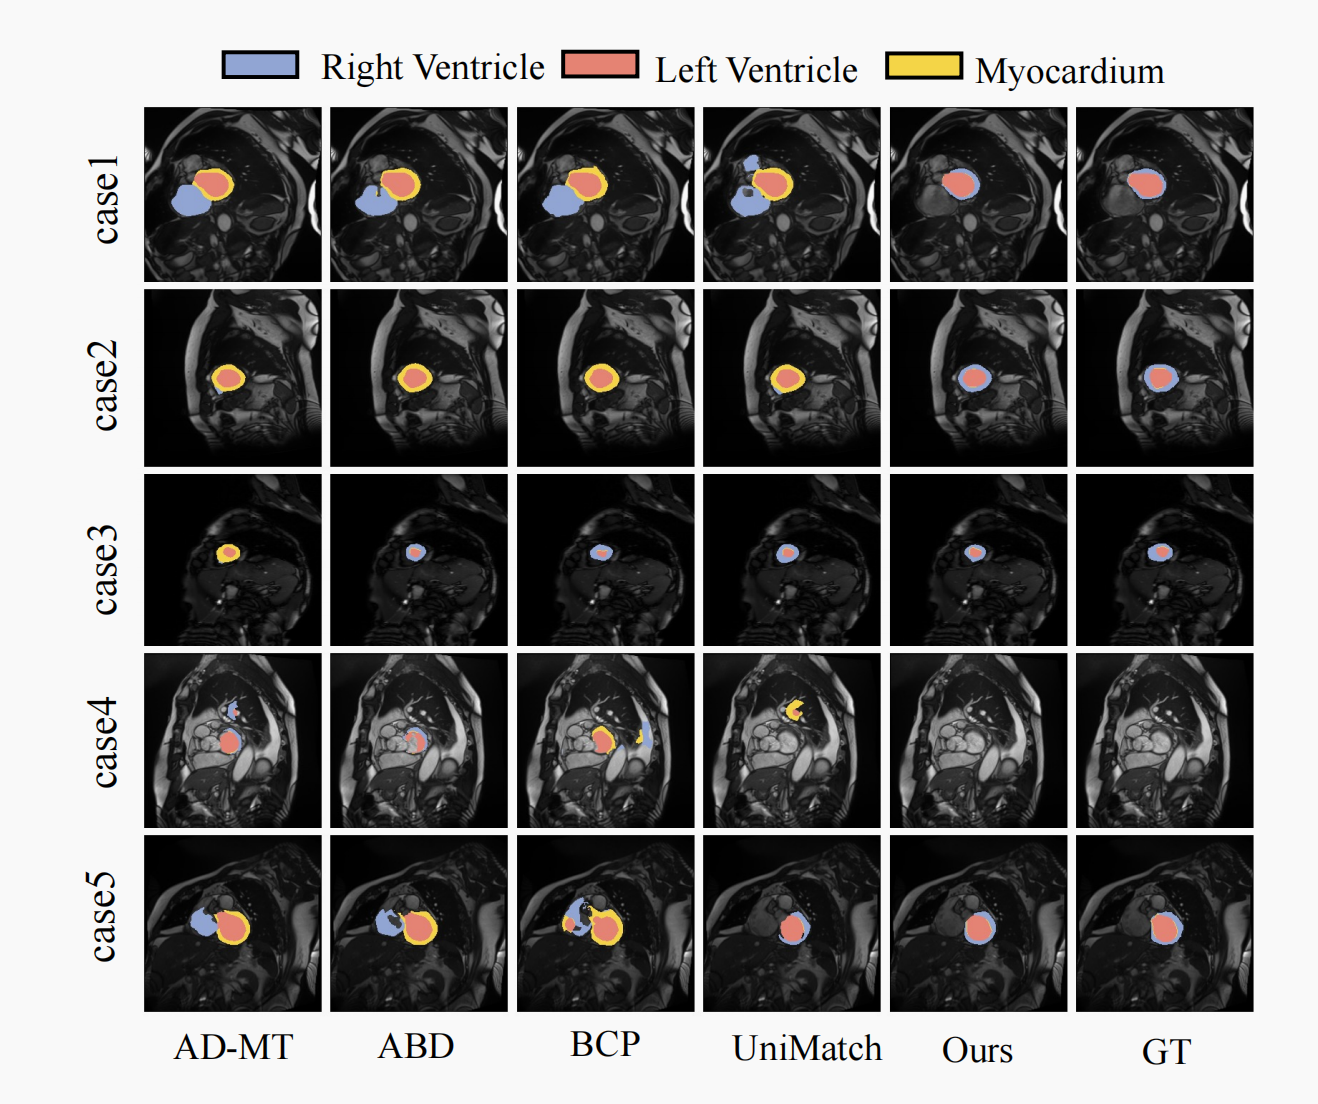 Right Ventricle Left Ventricle Myocardium
case1
case2
case3
case4
case5
AD-MT ABD BCP UniMatch Ours GT